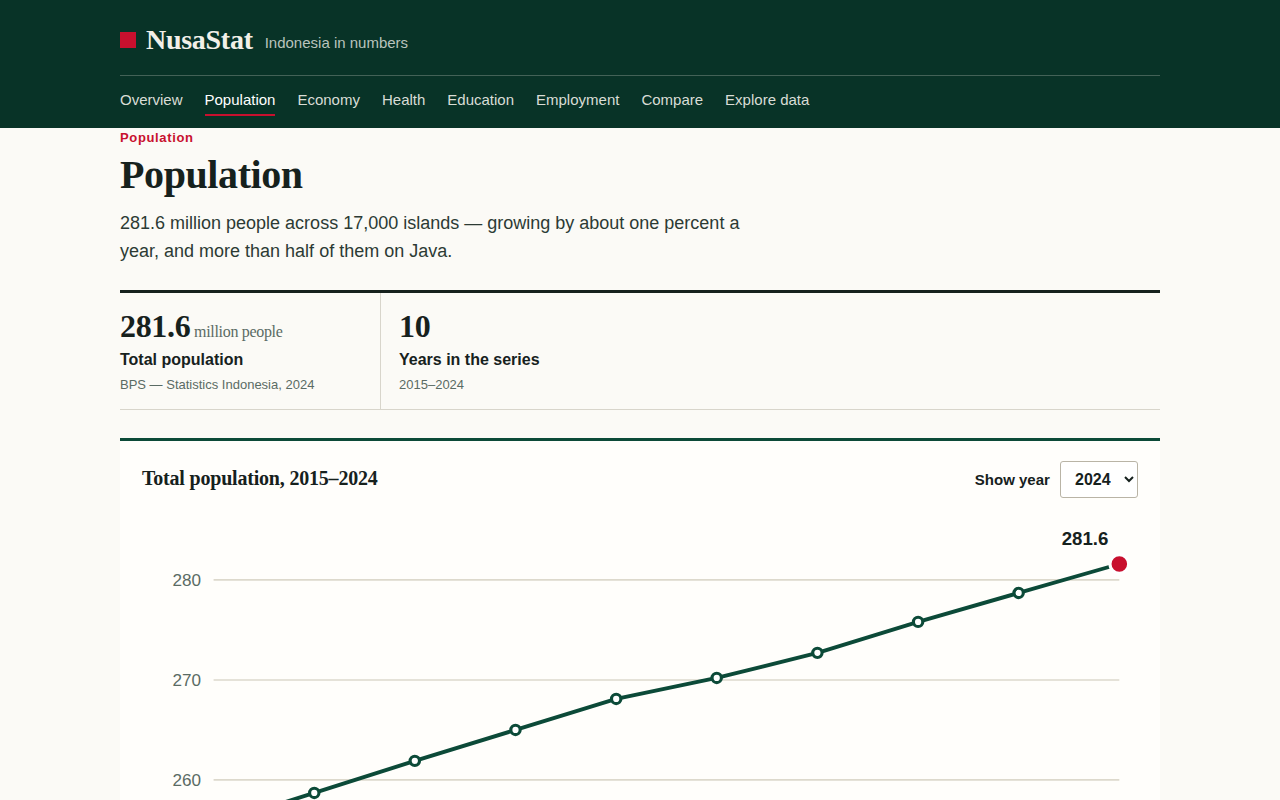 NusaStat Indonesia in numbers
Overview Population Economy Health Education Employment Compare Explore data
Population
Population
281.6 million people across 17,000 islands — growing by about one percent a
year, and more than half of them on Java.
281.6 million people
Total population
BPS — Statistics Indonesia, 2024
10
Years in the series
2015–2024
Total population, 2015–2024
Show year 2024
281.6
280
270
260